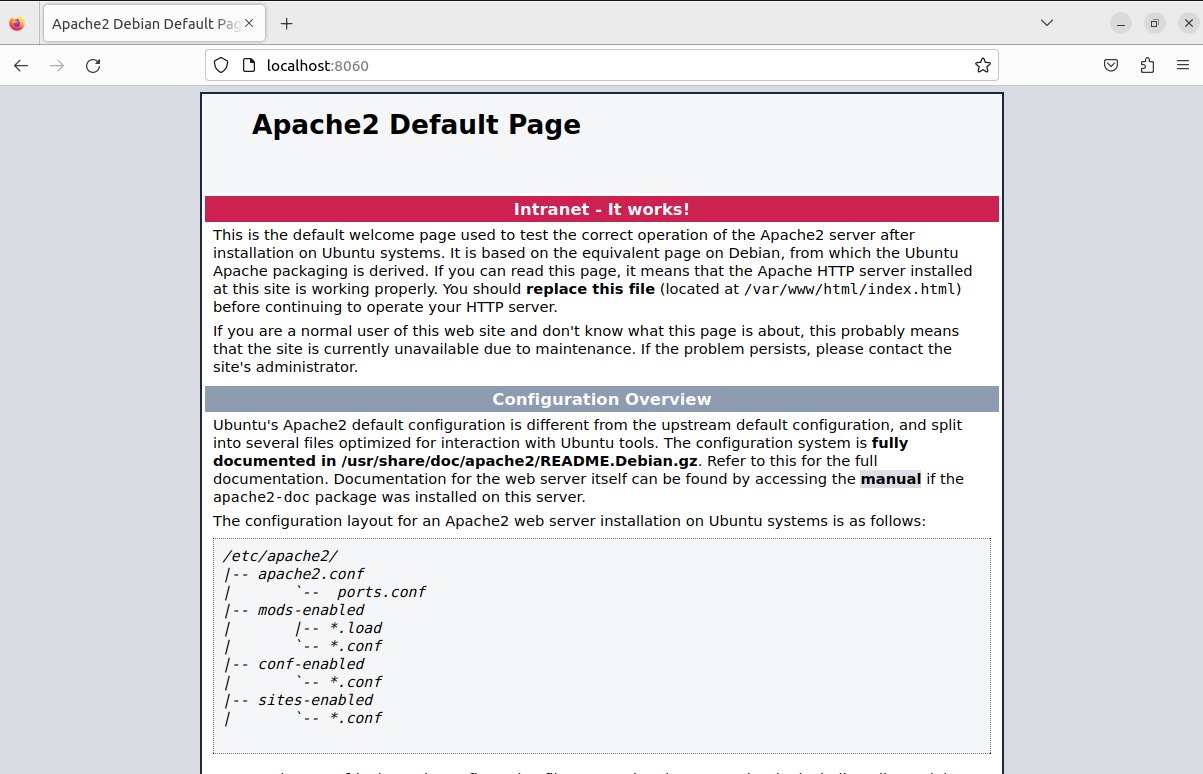 Apache2 Debian Default Pag
localhost:8060
Apache2 Default Page
Intranet - It works!
This is the default welcome page used to test the correct operation of the Apache2 server after
installation on Ubuntu systems. It is based on the equivalent page on Debian, from which the Ubuntu
Apache packaging is derived. If you can read this page, it means that the Apache HTTP server installed
at this site is working properly. You should replace this file (located at /var/www/html/index.html)
before continuing to operate your HTTP server.
If you are a normal user of this web site and don't know what this page is about, this probably means
that the site is currently unavailable due to maintenance. If the problem persists, please contact the
site's administrator.
Configuration Overview
Ubuntu's Apache2 default configuration is different from the upstream default configuration, and split
into several files optimized for interaction with Ubuntu tools. The configuration system is fully
documented in /usr/share/doc/apache2/README.Debian.gz. Refer to this for the full
documentation. Documentation for the web server itself can be found by accessing the manual if the
apache2-doc package was installed on this server.
The configuration layout for an Apache2 web server installation on Ubuntu systems is as follows:
/etc/apache2/
|-- apache2.conf
|       `--  ports.conf
|-- mods-enabled
|       |-- *.load
|       `-- *.conf
|-- conf-enabled
|       `-- *.conf
|-- sites-enabled
|       `-- *.conf